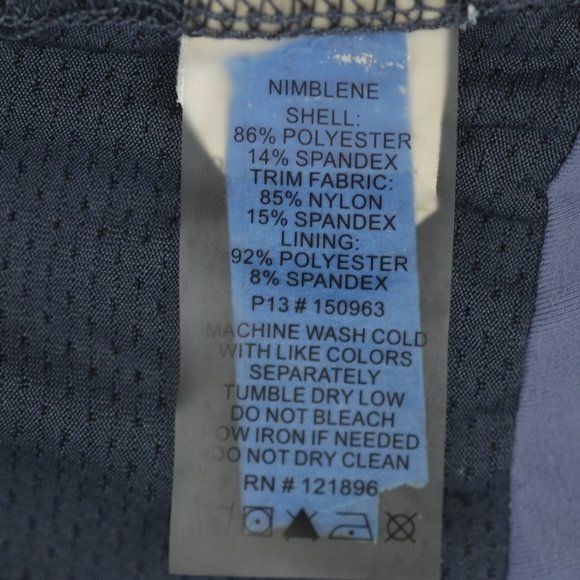 NIMBLENE
SHELL:
86% POLYESTER
14% SPANDEX
TRIM FABRIC:
85% NYLON
15% SPANDEX
LINING:
92% POLYESTER
8% SPANDEX
P13 # 150963
MACHINE WASH COLD
WITH LIKE COLORS
SEPARATELY
TUMBLE DRY LOW
DO NOT BLEACH
OW IRON IF NEEDED
DO NOT DRY CLEAN
RN # 121896